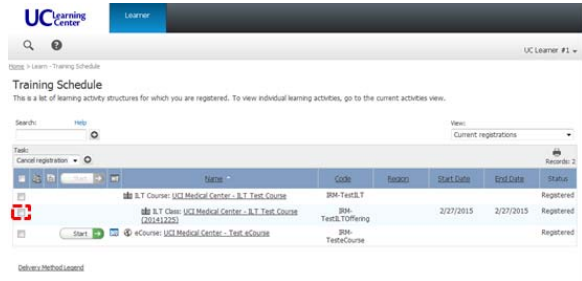 UC Learning Center
Learner
UC Learner #1
Home > Learn - Training Schedule
Training Schedule
This is a list of learning activity structures for which you are registered. To view individual learning activities, go to the current activities view.
Search: Help
View:
Current registrations
Task:
Cancel registration
Records: 2
Start Name Code Region Start Date End Date Status
ILT Course: UCI Medical Center - ILT Test Course IRM-TestILT Registered
ILT Class: UCI Medical Center - ILT Test Course (20141225) IRM-TestILTOffering 2/27/2015 2/27/2015 Registered
Start eCourse: UCI Medical Center - Test eCourse IRM-TesteCourse Registered
Delivery Method Legend